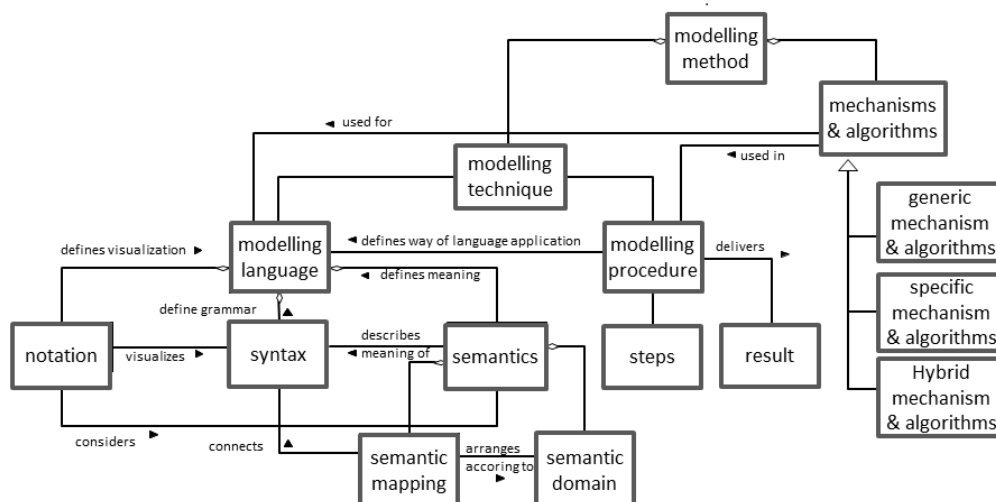 modelling
method
mechanisms
& algorithms
used for
used in
modelling
technique
generic
mechanism
& algorithms
defines visualization
modelling
language
defines way of language application
modelling
procedure
delivers
defines meaning
define grammar
specific
mechanism
& algorithms
notation
visualizes
syntax
describes
meaning of
semantics
steps
result
Hybrid
mechanism
& algorithms
considers
connects
semantic
mapping
arranges
accoring to
semantic
domain